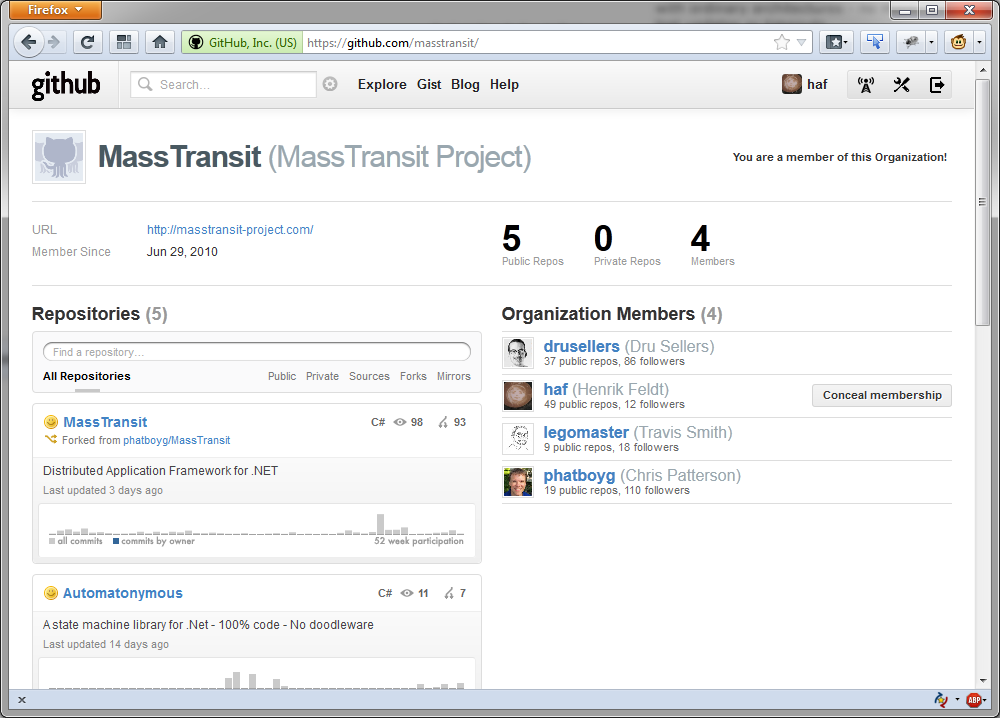 Firefox
GitHub, Inc. (US)
https://github.com/masstransit/
github
Search...
Explore Gist Blog Help
haf
MassTransit (MassTransit Project)
You are a member of this Organization!
URL http://masstransit-project.com/
Member Since Jun 29, 2010
5 0 4
Public Repos Private Repos Members
Repositories (5)
Find a repository…
All Repositories Public Private Sources Forks Mirrors
MassTransit C# 98 93
Forked from phatboyg/MassTransit
Distributed Application Framework for .NET
Last updated 3 days ago
all commits commits by owner 52 week participation
Automatonymous C# 11 7
A state machine library for .Net - 100% code - No doodleware
Last updated 14 days ago
Organization Members (4)
drusellers (Dru Sellers)
37 public repos, 86 followers
haf (Henrik Feldt)
49 public repos, 12 followers
Conceal membership
legomaster (Travis Smith)
9 public repos, 18 followers
phatboyg (Chris Patterson)
19 public repos, 110 followers
ABP